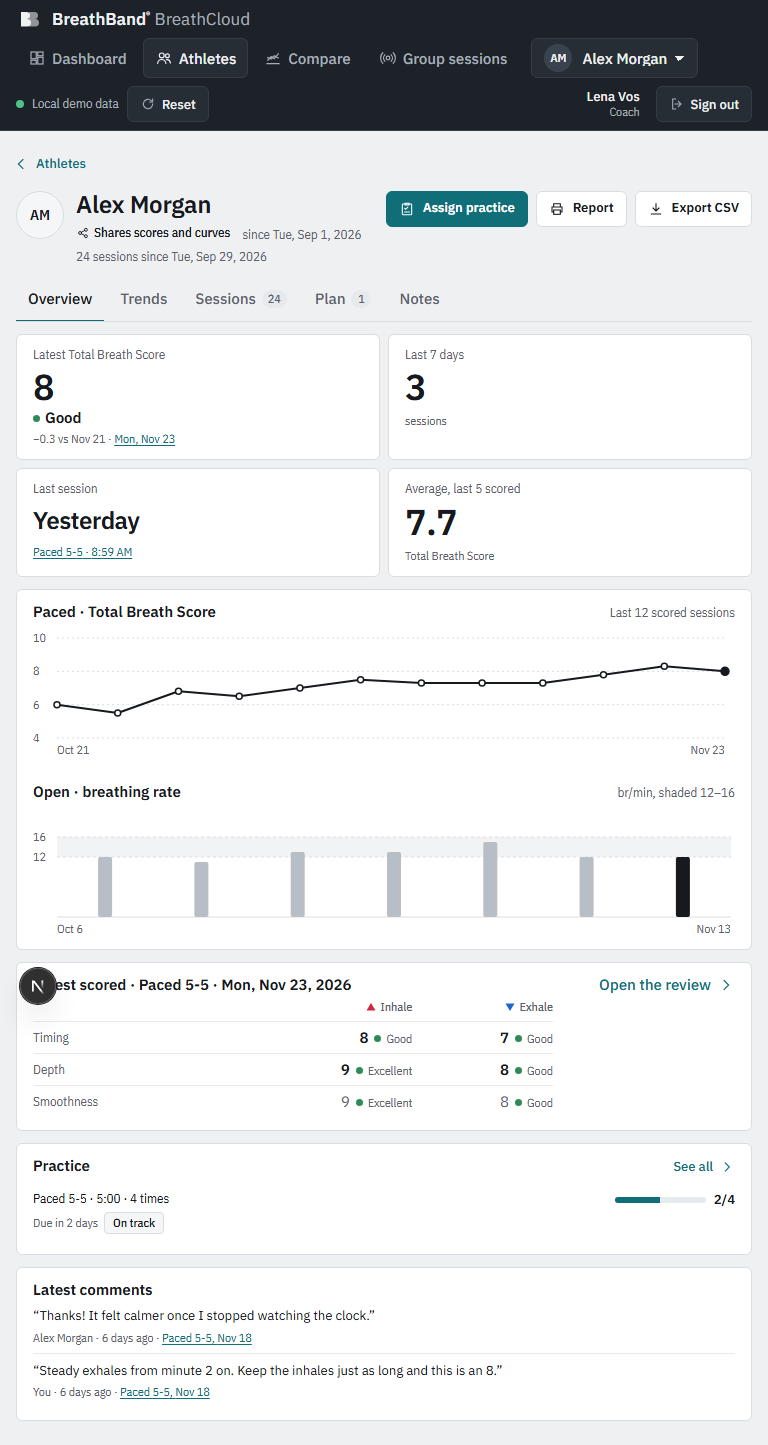 BreathBand® BreathCloud
Dashboard Athletes Compare Group sessions AM Alex Morgan
Local demo data Reset Lena Vos Coach Sign out
Athletes
AM Alex Morgan
Shares scores and curves since Tue, Sep 1, 2026
24 sessions since Tue, Sep 29, 2026
Assign practice Report Export CSV
Overview Trends Sessions 24 Plan 1 Notes
Latest Total Breath Score
8
Good
−0.3 vs Nov 21 · Mon, Nov 23
Last 7 days
3
sessions
Last session
Yesterday
Paced 5-5 · 8:59 AM
Average, last 5 scored
7.7
Total Breath Score
Paced · Total Breath Score Last 12 scored sessions
10
8
6
4
Oct 21 Nov 23
Open · breathing rate br/min, shaded 12–16
16
12
Oct 6 Nov 13
N est scored · Paced 5-5 · Mon, Nov 23, 2026 Open the review
Inhale Exhale
Timing 8 Good 7 Good
Depth 9 Excellent 8 Good
Smoothness 9 Excellent 8 Good
Practice See all
Paced 5-5 · 5:00 · 4 times 2/4
Due in 2 days On track
Latest comments
“Thanks! It felt calmer once I stopped watching the clock.”
Alex Morgan · 6 days ago · Paced 5-5, Nov 18
“Steady exhales from minute 2 on. Keep the inhales just as long and this is an 8.”
You · 6 days ago · Paced 5-5, Nov 18